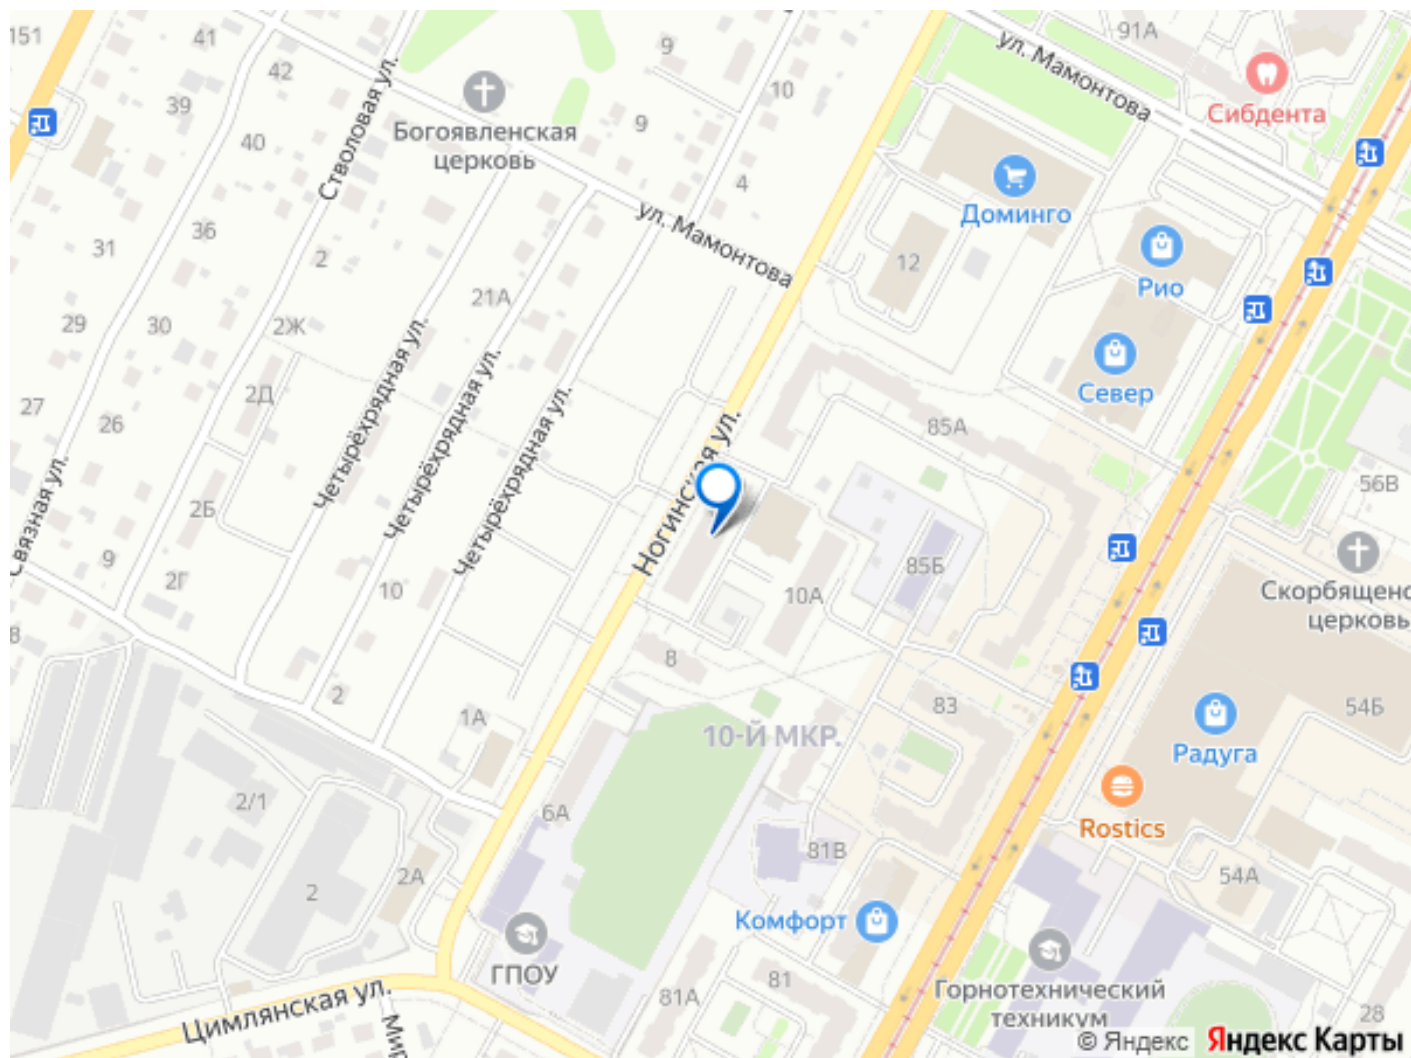 151
41
9
91А
ул. Мамонтова
42
Сибдента
10
39
Стволовая ул.
Богоявленская
церковь
9
40
4
Доминго
ул. Мамонтова
36
31
2
12
Рио
21А
29
30
2Ж
Север
2Д
27
26
Четырёхрядная ул.
Четырёхрядная ул.
Четырёхрядная ул.
Ногинская ул.
85А
56В
Связная ул.
2Б
9
2Г
10
85Б
10А
Скорбященс
церковь
8
8
2
83
54Б
1А
10-Й МКР.
Радуга
2/1
6А
Rostics
81В
2А
2
54А
Комфорт
ГПОУ
81
81А
Горнотехнический
техникум
28
Цимлянская ул.
Мир
© Яндекс Яндекс Карты